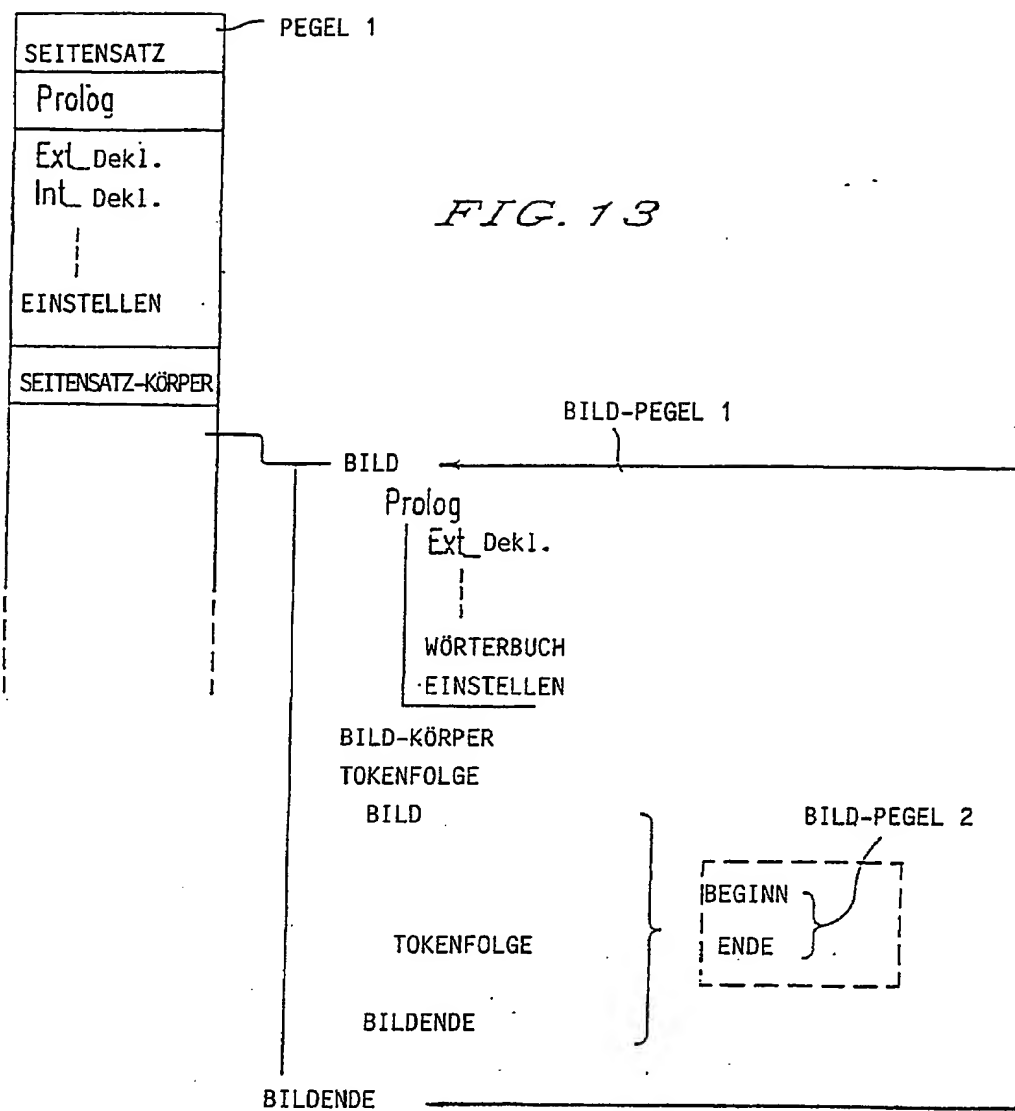 PEGEL 1
SEITENSATZ
Prolog
Ext_Dekl.
Int_Dekl.
FIG. 13
EINSTELLEN
SEITENSATZ-KÖRPER
BILD-PEGEL 1
BILD
Prolog
Ext_Dekl.
WÖRTERBUCH
EINSTELLEN
BILD-KÖRPER
TOKENFOLGE
BILD
BILD-PEGEL 2
BEGINN
TOKENFOLGE
ENDE
BILDENDE
BILDENDE